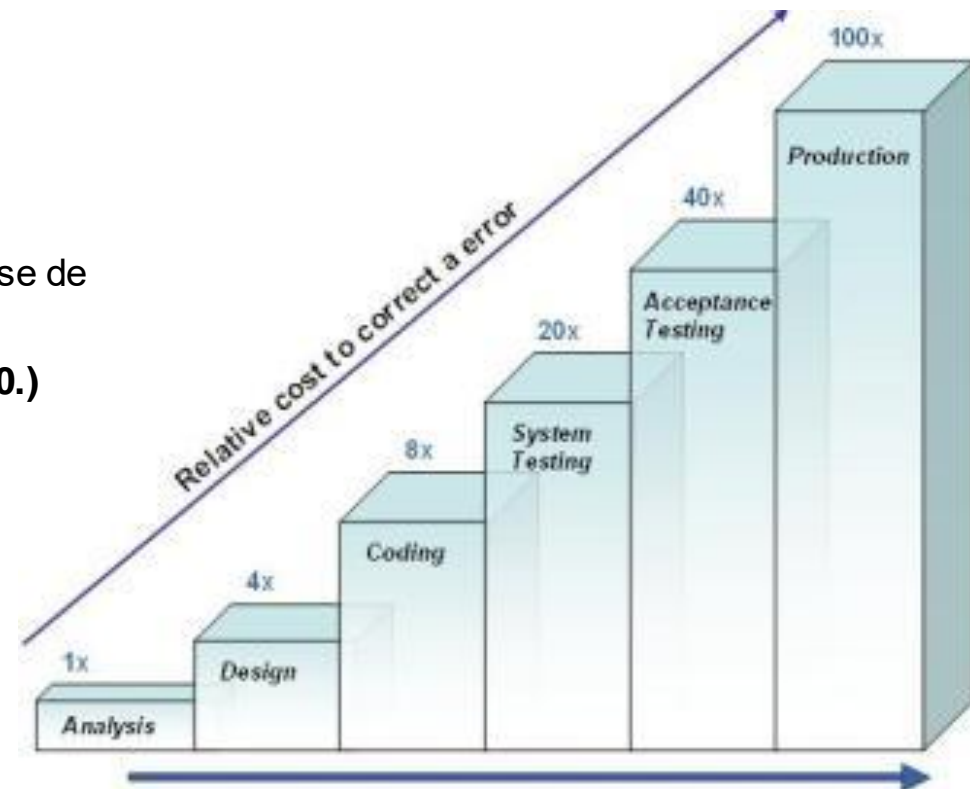 se de
0.)
Relative cost to correct a error
100x
Production
40x
Acceptance
Testing
20x
System
Testing
8x
Coding
4x
Design
1x
Analysis